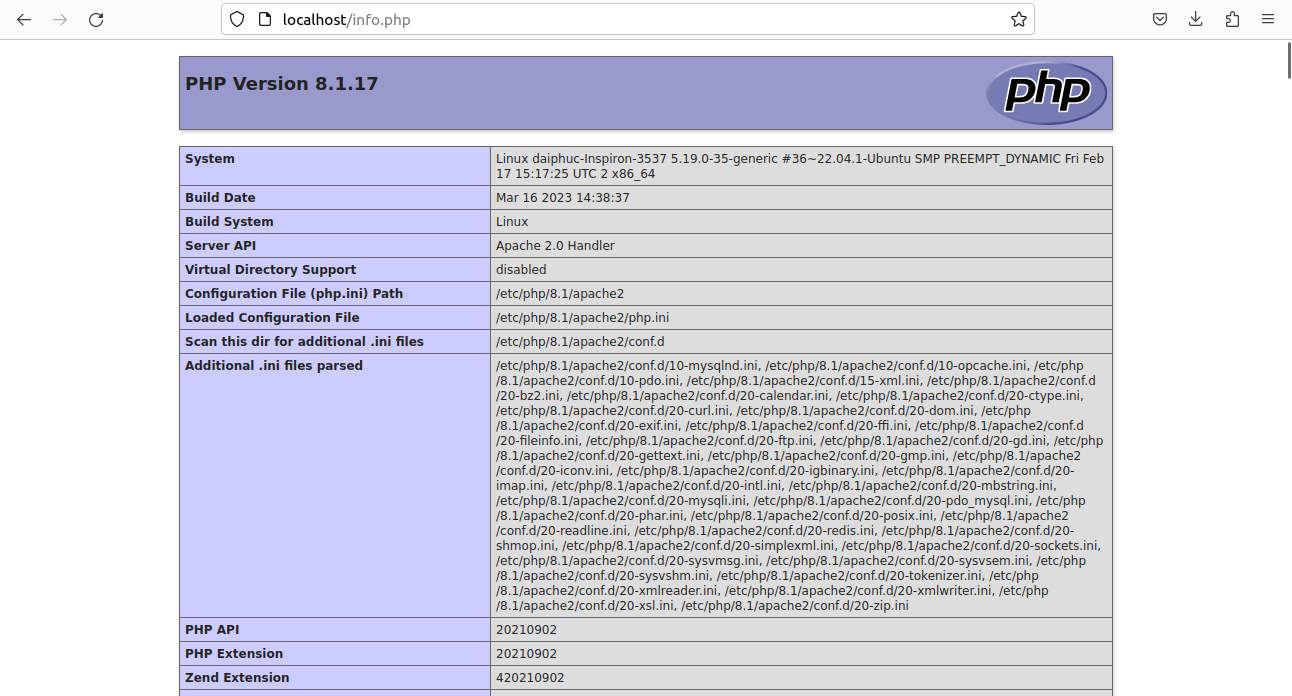 localhost/info.php
PHP Version 8.1.17
php
System
Linux daiphuc-Inspiron-3537 5.19.0-35-generic #36~22.04.1-Ubuntu SMP PREEMPT_DYNAMIC Fri Feb
17 15:17:25 UTC 2 x86_64
Build Date
Mar 16 2023 14:38:37
Build System
Linux
Server API
Apache 2.0 Handler
Virtual Directory Support
disabled
Configuration File (php.ini) Path
/etc/php/8.1/apache2
Loaded Configuration File
/etc/php/8.1/apache2/php.ini
Scan this dir for additional .ini files
/etc/php/8.1/apache2/conf.d
Additional .ini files parsed
/etc/php/8.1/apache2/conf.d/10-mysqlnd.ini, /etc/php/8.1/apache2/conf.d/10-opcache.ini, /etc/php
/8.1/apache2/conf.d/10-pdo.ini, /etc/php/8.1/apache2/conf.d/15-xml.ini, /etc/php/8.1/apache2/conf.d
/20-bz2.ini, /etc/php/8.1/apache2/conf.d/20-calendar.ini, /etc/php/8.1/apache2/conf.d/20-ctype.ini,
/etc/php/8.1/apache2/conf.d/20-curl.ini, /etc/php/8.1/apache2/conf.d/20-dom.ini, /etc/php
/8.1/apache2/conf.d/20-exif.ini, /etc/php/8.1/apache2/conf.d/20-ffi.ini, /etc/php/8.1/apache2/conf.d
/20-fileinfo.ini, /etc/php/8.1/apache2/conf.d/20-ftp.ini, /etc/php/8.1/apache2/conf.d/20-gd.ini, /etc/php
/8.1/apache2/conf.d/20-gettext.ini, /etc/php/8.1/apache2/conf.d/20-gmp.ini, /etc/php/8.1/apache2
/conf.d/20-iconv.ini, /etc/php/8.1/apache2/conf.d/20-igbinary.ini, /etc/php/8.1/apache2/conf.d/20-
imap.ini, /etc/php/8.1/apache2/conf.d/20-intl.ini, /etc/php/8.1/apache2/conf.d/20-mbstring.ini,
/etc/php/8.1/apache2/conf.d/20-mysqli.ini, /etc/php/8.1/apache2/conf.d/20-pdo_mysql.ini, /etc/php
/8.1/apache2/conf.d/20-phar.ini, /etc/php/8.1/apache2/conf.d/20-posix.ini, /etc/php/8.1/apache2
/conf.d/20-readline.ini, /etc/php/8.1/apache2/conf.d/20-redis.ini, /etc/php/8.1/apache2/conf.d/20-
shmop.ini, /etc/php/8.1/apache2/conf.d/20-simplexml.ini, /etc/php/8.1/apache2/conf.d/20-sockets.ini,
/etc/php/8.1/apache2/conf.d/20-sysvmsg.ini, /etc/php/8.1/apache2/conf.d/20-sysvsem.ini, /etc/php
/8.1/apache2/conf.d/20-sysvshm.ini, /etc/php/8.1/apache2/conf.d/20-tokenizer.ini, /etc/php
/8.1/apache2/conf.d/20-xmlreader.ini, /etc/php/8.1/apache2/conf.d/20-xmlwriter.ini, /etc/php
/8.1/apache2/conf.d/20-xsl.ini, /etc/php/8.1/apache2/conf.d/20-zip.ini
PHP API
20210902
PHP Extension
20210902
Zend Extension
420210902